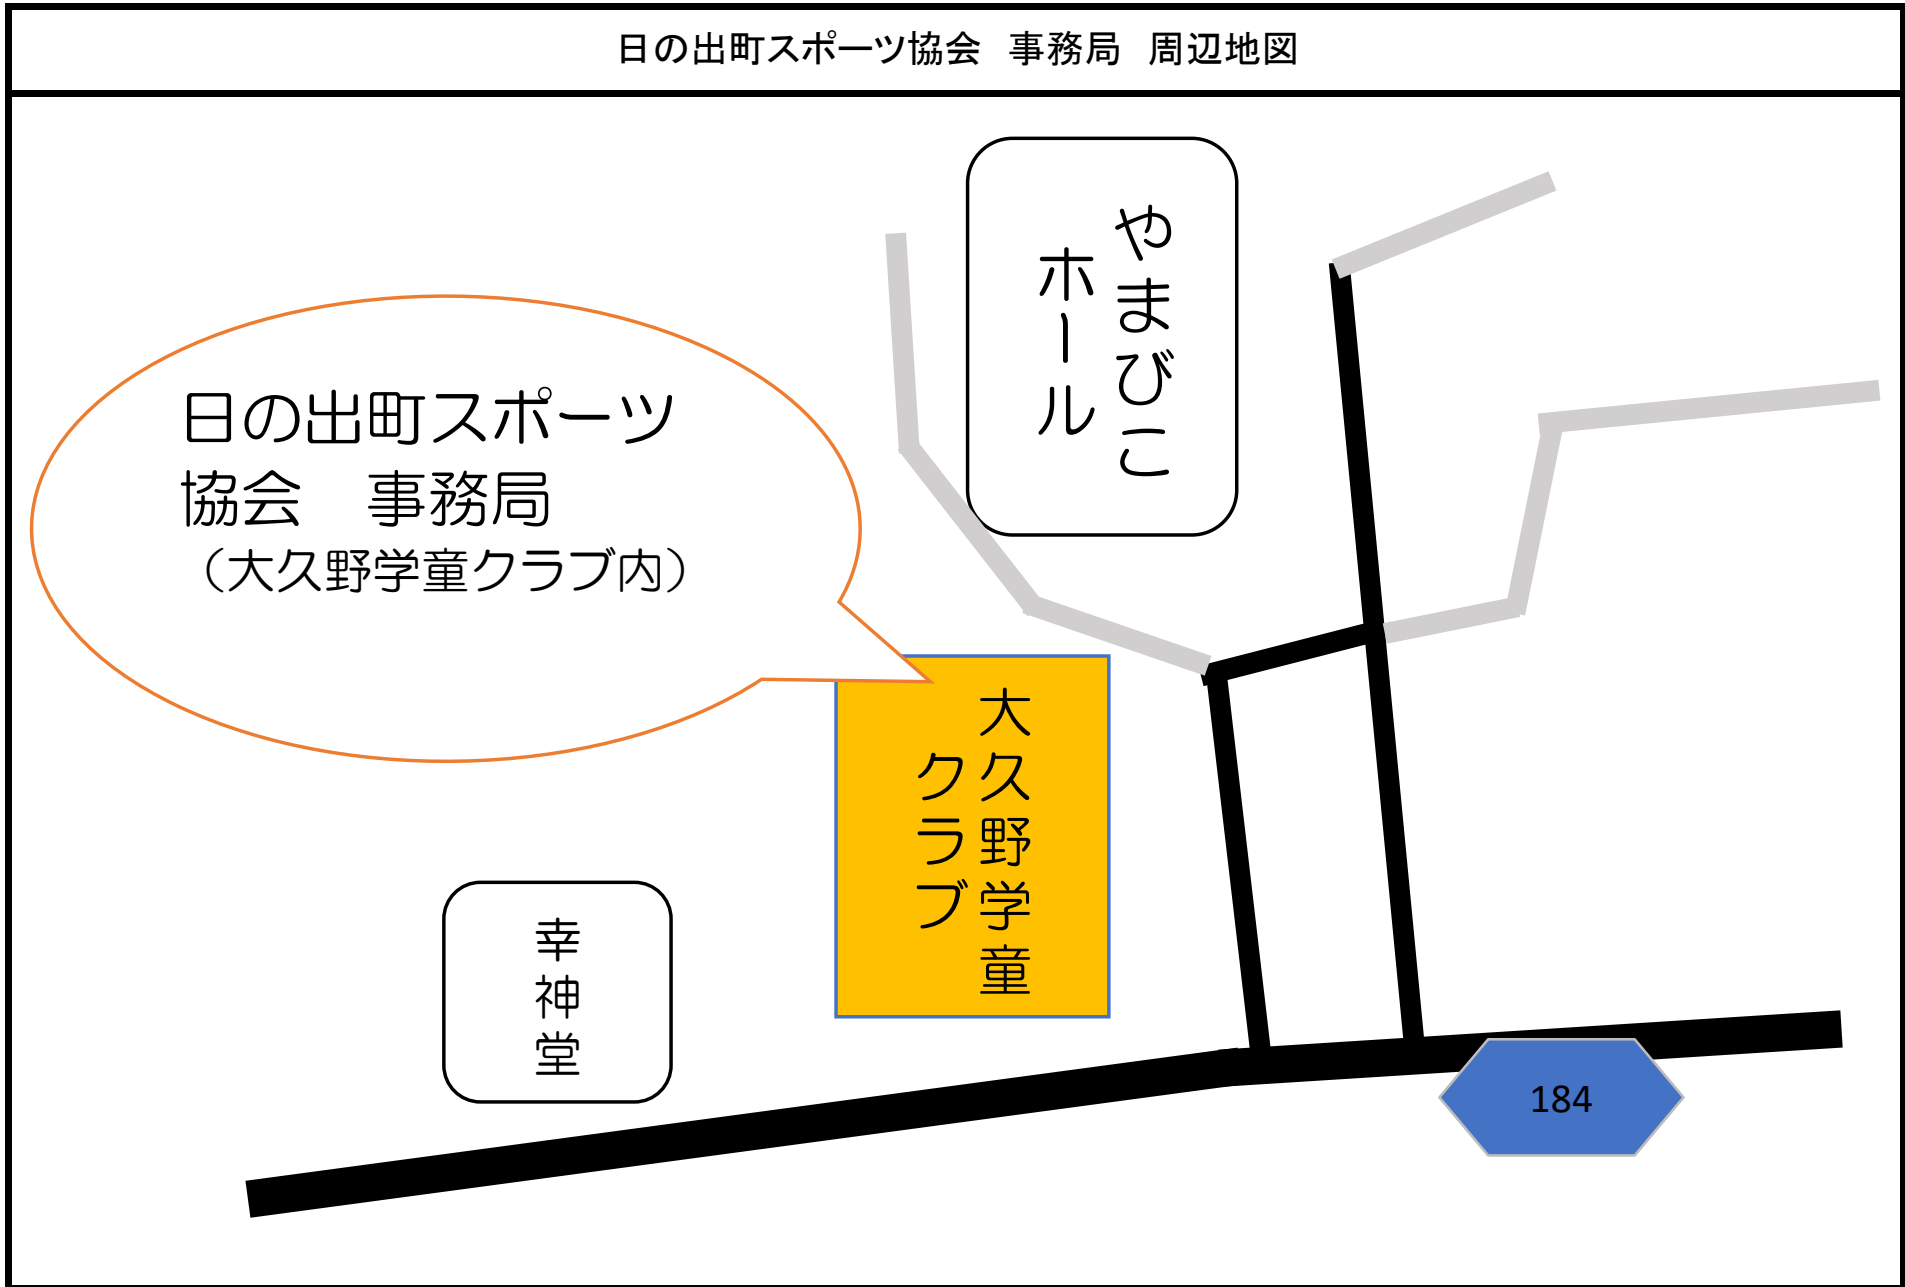 日の出町スポーツ協会　事務局　周辺地図
やまびこ
ホール
日の出町スポーツ
協会　事務局
（大久野学童クラブ内）
大久野学童
クラブ
幸神堂
184